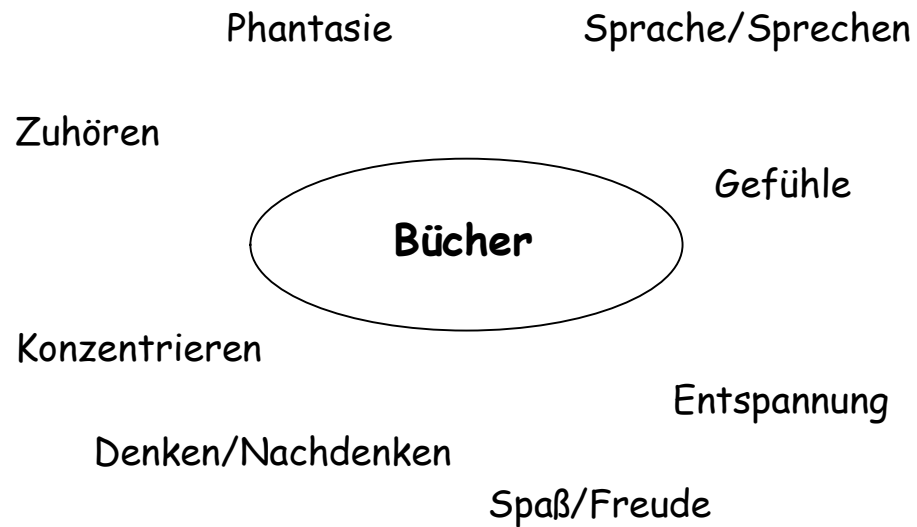 Phantasie
Sprache/Sprechen
Zuhören
Gefühle
Bücher
Konzentrieren
Entspannung
Denken/Nachdenken
Spaß/Freude